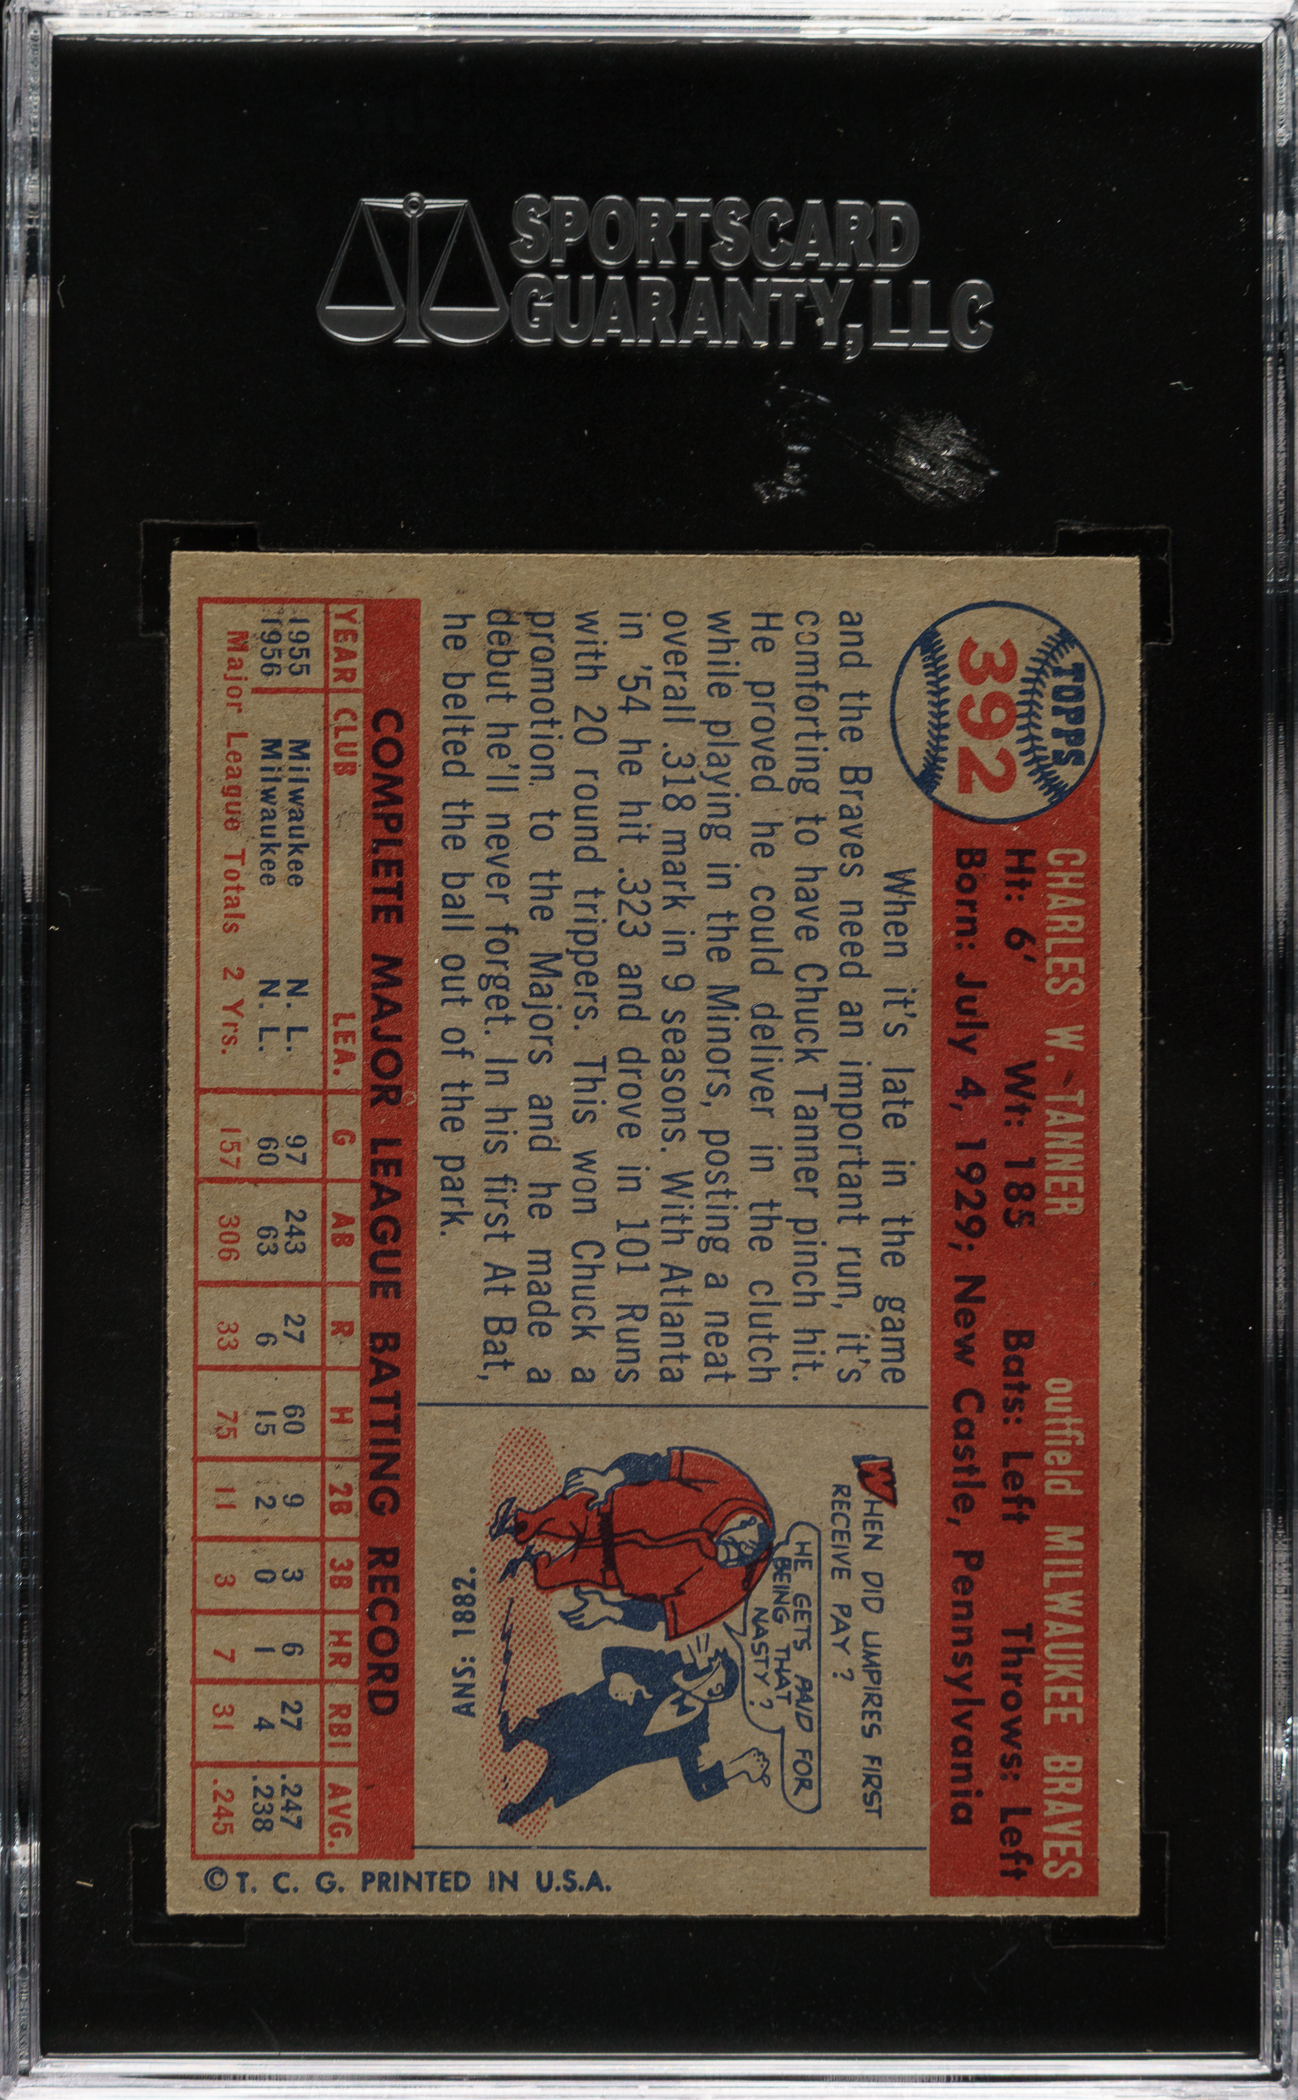 SPORTSCARD
GUARANTY, LLC
TOPPS
392
CHARLES W. TANNER outfield MILWAUKEE BRAVES
Ht: 6' Wt: 185 Bats: Left Throws: Left
Born: July 4, 1929; New Castle, Pennsylvania
When it's late in the game
and the Braves need an important run, it's
comforting to have Chuck Tanner pinch hit.
He proved he could deliver in the clutch
while playing in the Minors, posting a neat
overall .318 mark in 9 seasons. With Atlanta
in '54 he hit .323 and drove in 101 Runs
with 20 round trippers. This won Chuck a
promotion to the Majors and he made a
debut he'll never forget. In his first At Bat,
he belted the ball out of the park.
WHEN DID UMPIRES FIRST
RECEIVE PAY?
HE GETS PAID FOR
BEING THAT
NASTY?
ANS: 1882.
COMPLETE MAJOR LEAGUE BATTING RECORD
YEAR CLUB LEA. G AB R H 2B 3B HR RBI AVG.
1955 Milwaukee N. L. 97 243 27 60 9 3 6 27 .247
1956 Milwaukee N. L. 60 63 6 15 2 0 1 4 .238
Major League Totals 2 Yrs. 157 306 33 75 11 3 7 31 .245
© T. C. G. PRINTED IN U.S.A.